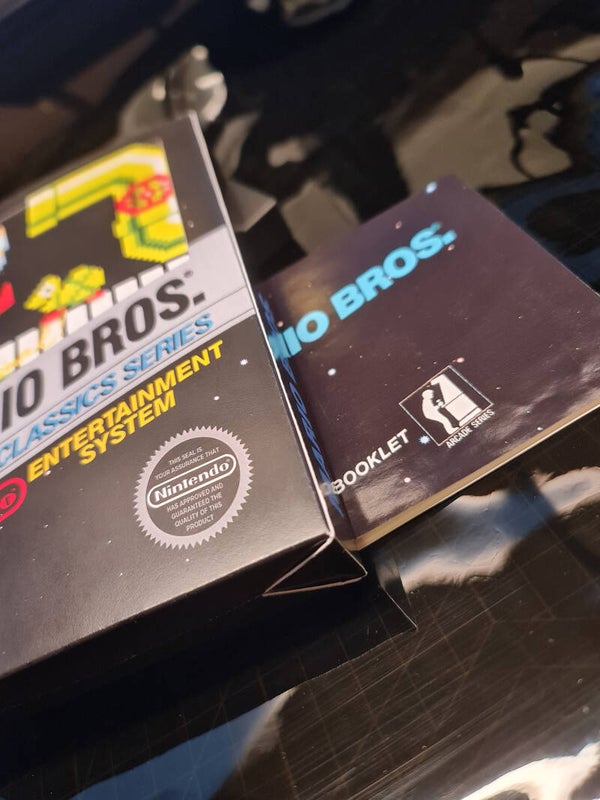 IO BROS.
CLASSICS SERIES
ENTERTAINMENT
SYSTEM
THIS SEAL IS
YOUR ASSURANCE THAT
Nintendo
HAS APPROVED AND
GUARANTEED THE
QUALITY OF THIS
PRODUCT
IO BROS.
BOOKLET
ARCADE SERIES